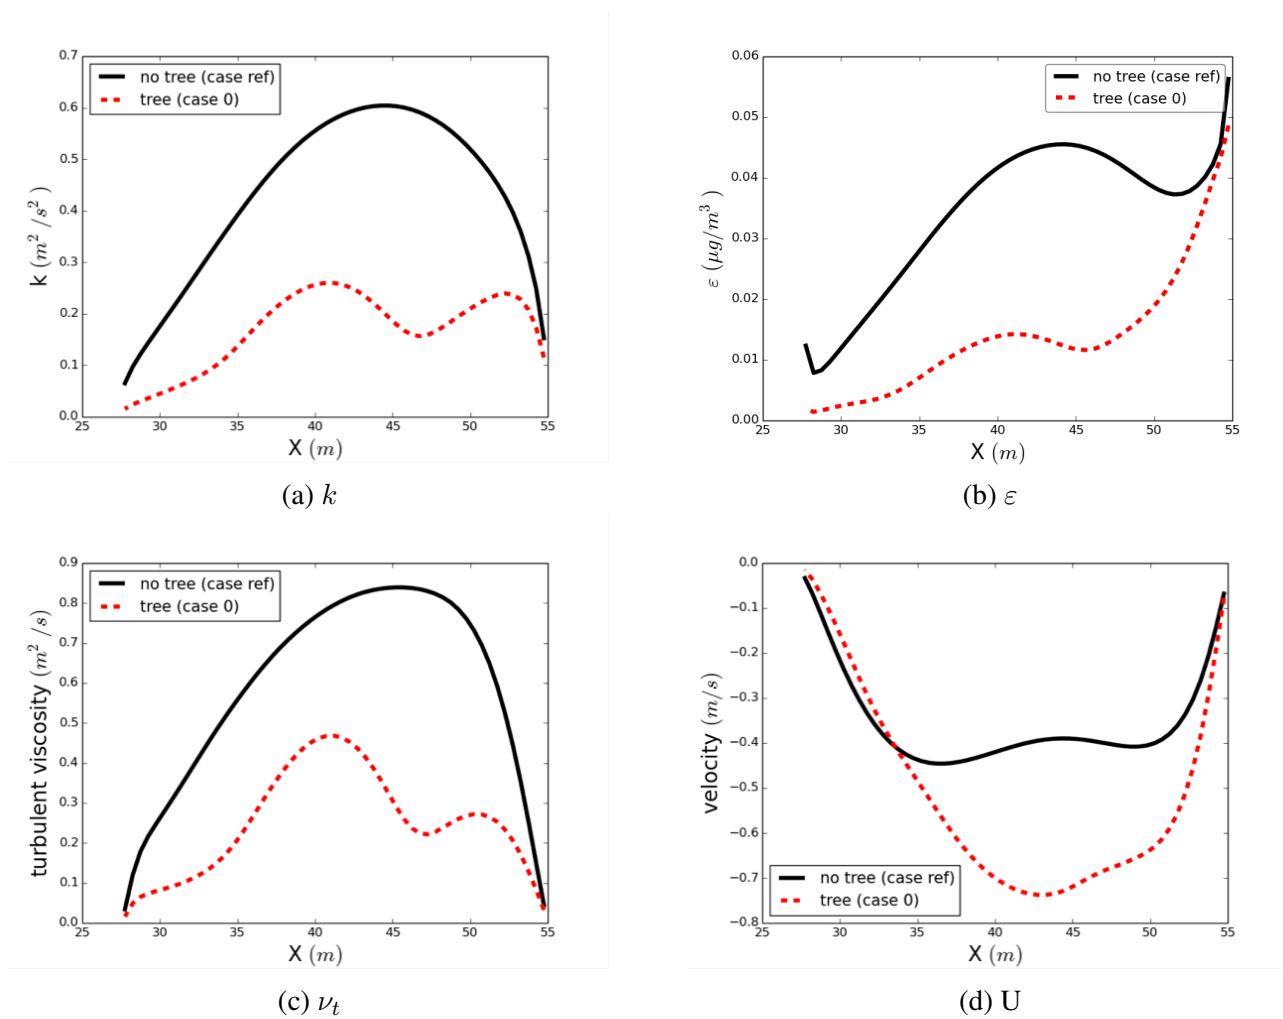 0.7
0.6
0.5
0.4
0.3
0.2
0.1
0.0
k (m² /s² )
no tree (case ref)
tree (case 0)
25 30 35 40 45 50 55
X (m)
(a) k
0.06
0.05
0.04
0.03
0.02
0.01
0.00
ε (μg/m³ )
no tree (case ref)
tree (case 0)
25 30 35 40 45 50 55
X (m)
(b) ε
0.9
0.8
0.7
0.6
0.5
0.4
0.3
0.2
0.1
0.0
turbulent viscosity (m² /s)
no tree (case ref)
tree (case 0)
25 30 35 40 45 50 55
X (m)
(c) νt
0.0
−0.1
−0.2
−0.3
−0.4
−0.5
−0.6
−0.7
−0.8
velocity (m/s)
no tree (case ref)
tree (case 0)
25 30 35 40 45 50 55
X (m)
(d) U